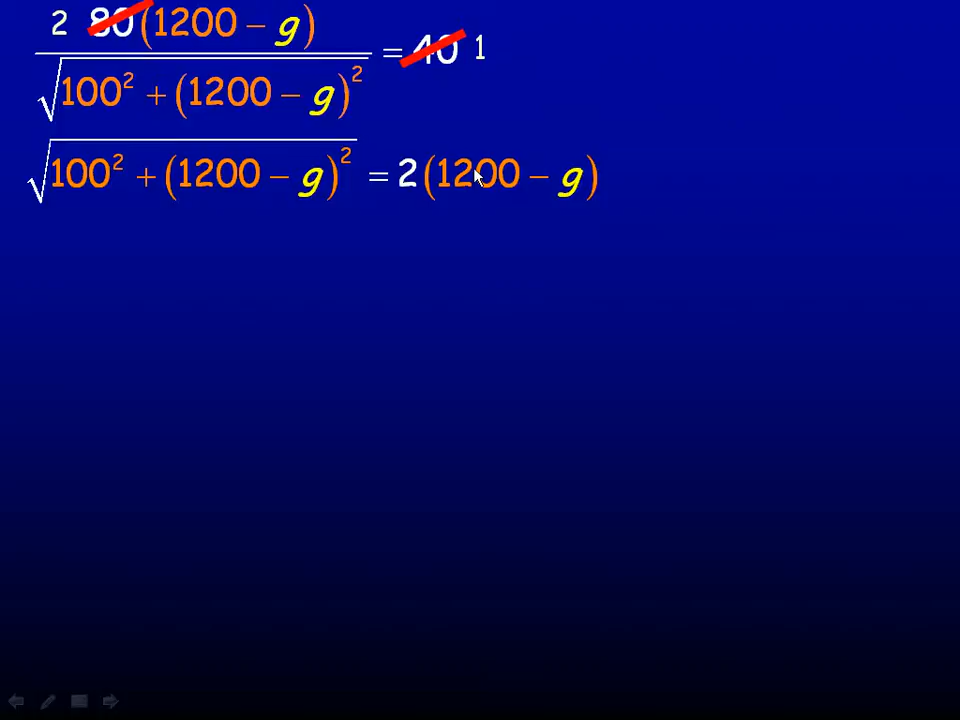 2 80(1200 − g)
√100² + (1200 − g)² = 40 1
√100² + (1200 − g)² = 2(1200 − g)